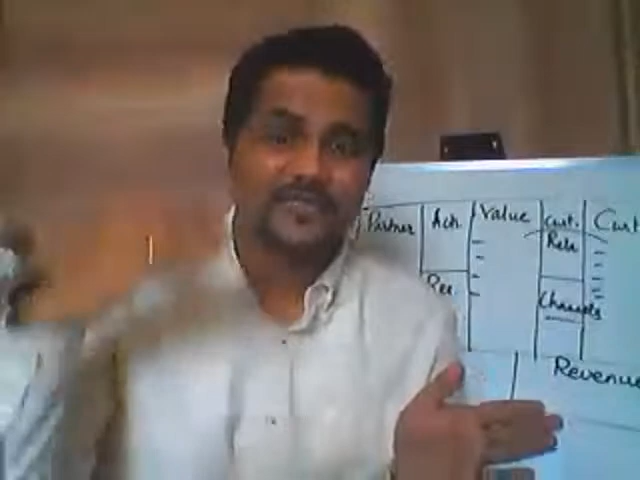 Partner
Act.
Value
Cust.
Rela
Cust
Res
Channels
Revenue